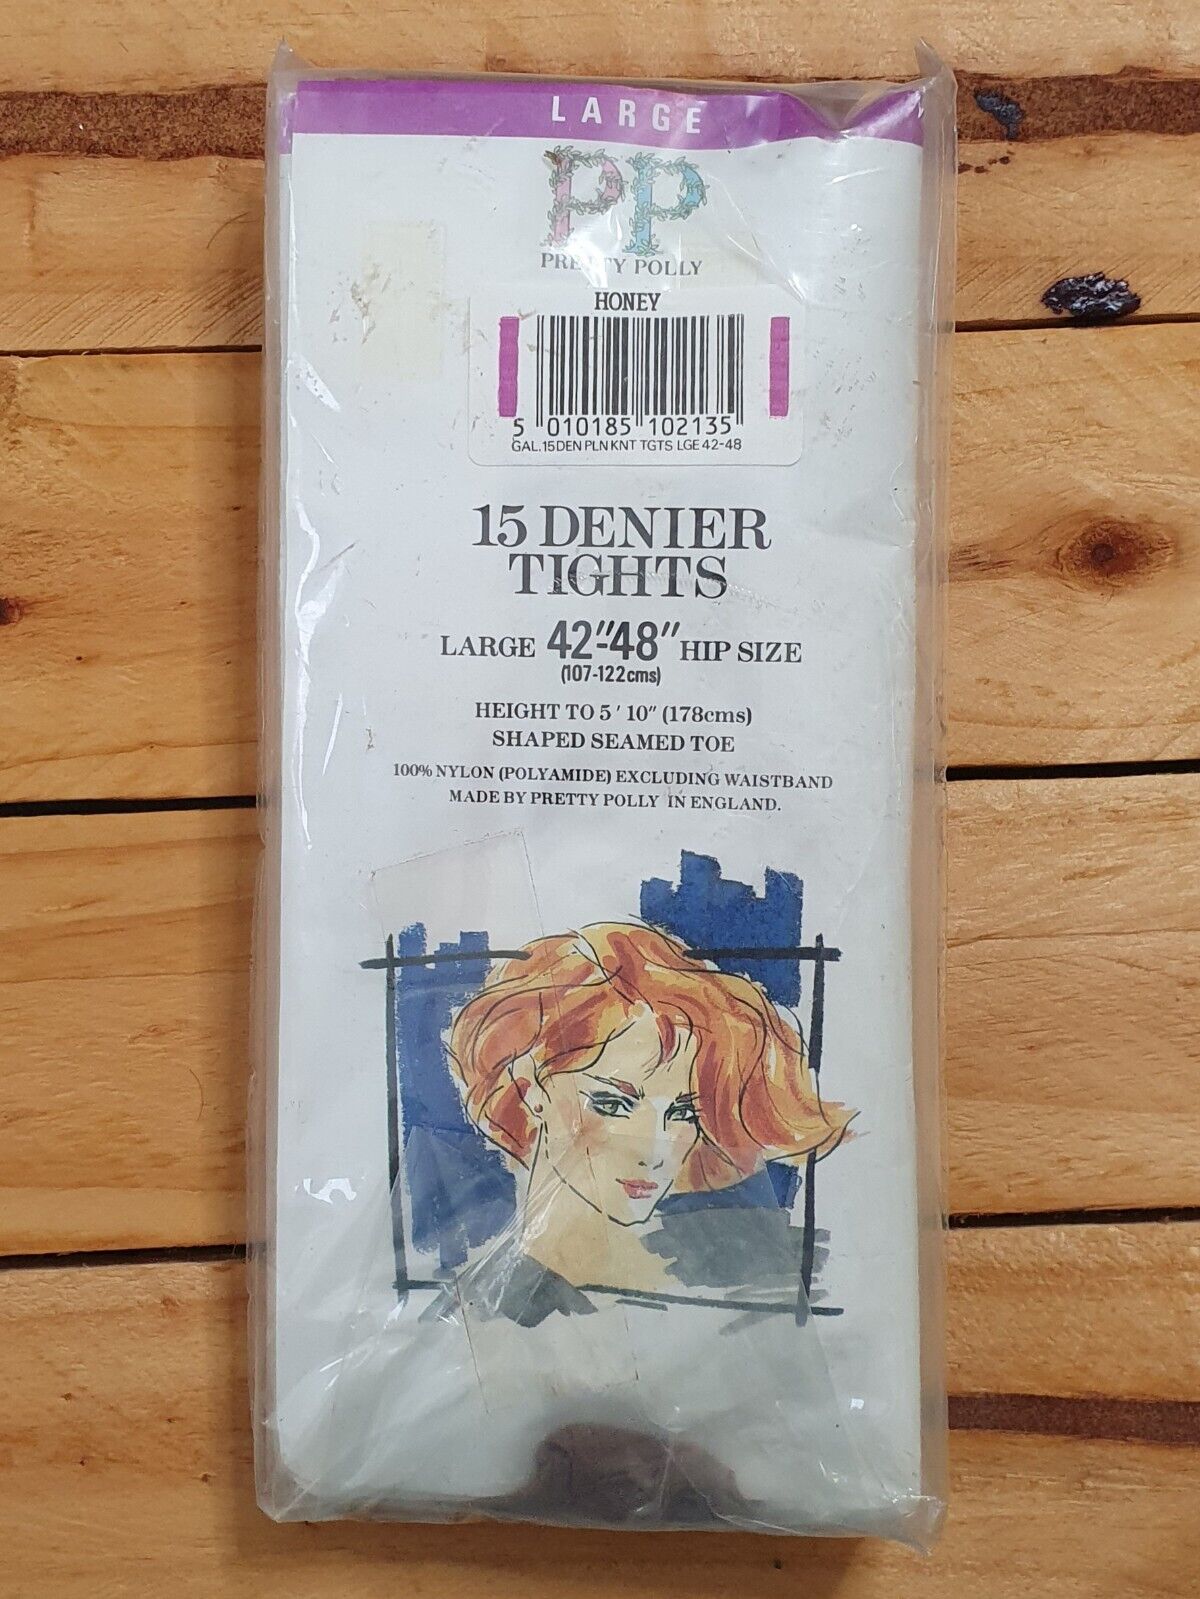 LARGE
PP
PRETTY POLLY
HONEY
5 010185 102135
GAL.15DEN PLN KNT TGTS LGE 42-48
15 DENIER
TIGHTS
LARGE 42"-48" HIP SIZE
(107-122cms)
HEIGHT TO 5' 10" (178cms)
SHAPED SEAMED TOE
100% NYLON (POLYAMIDE) EXCLUDING WAISTBAND
MADE BY PRETTY POLLY IN ENGLAND.